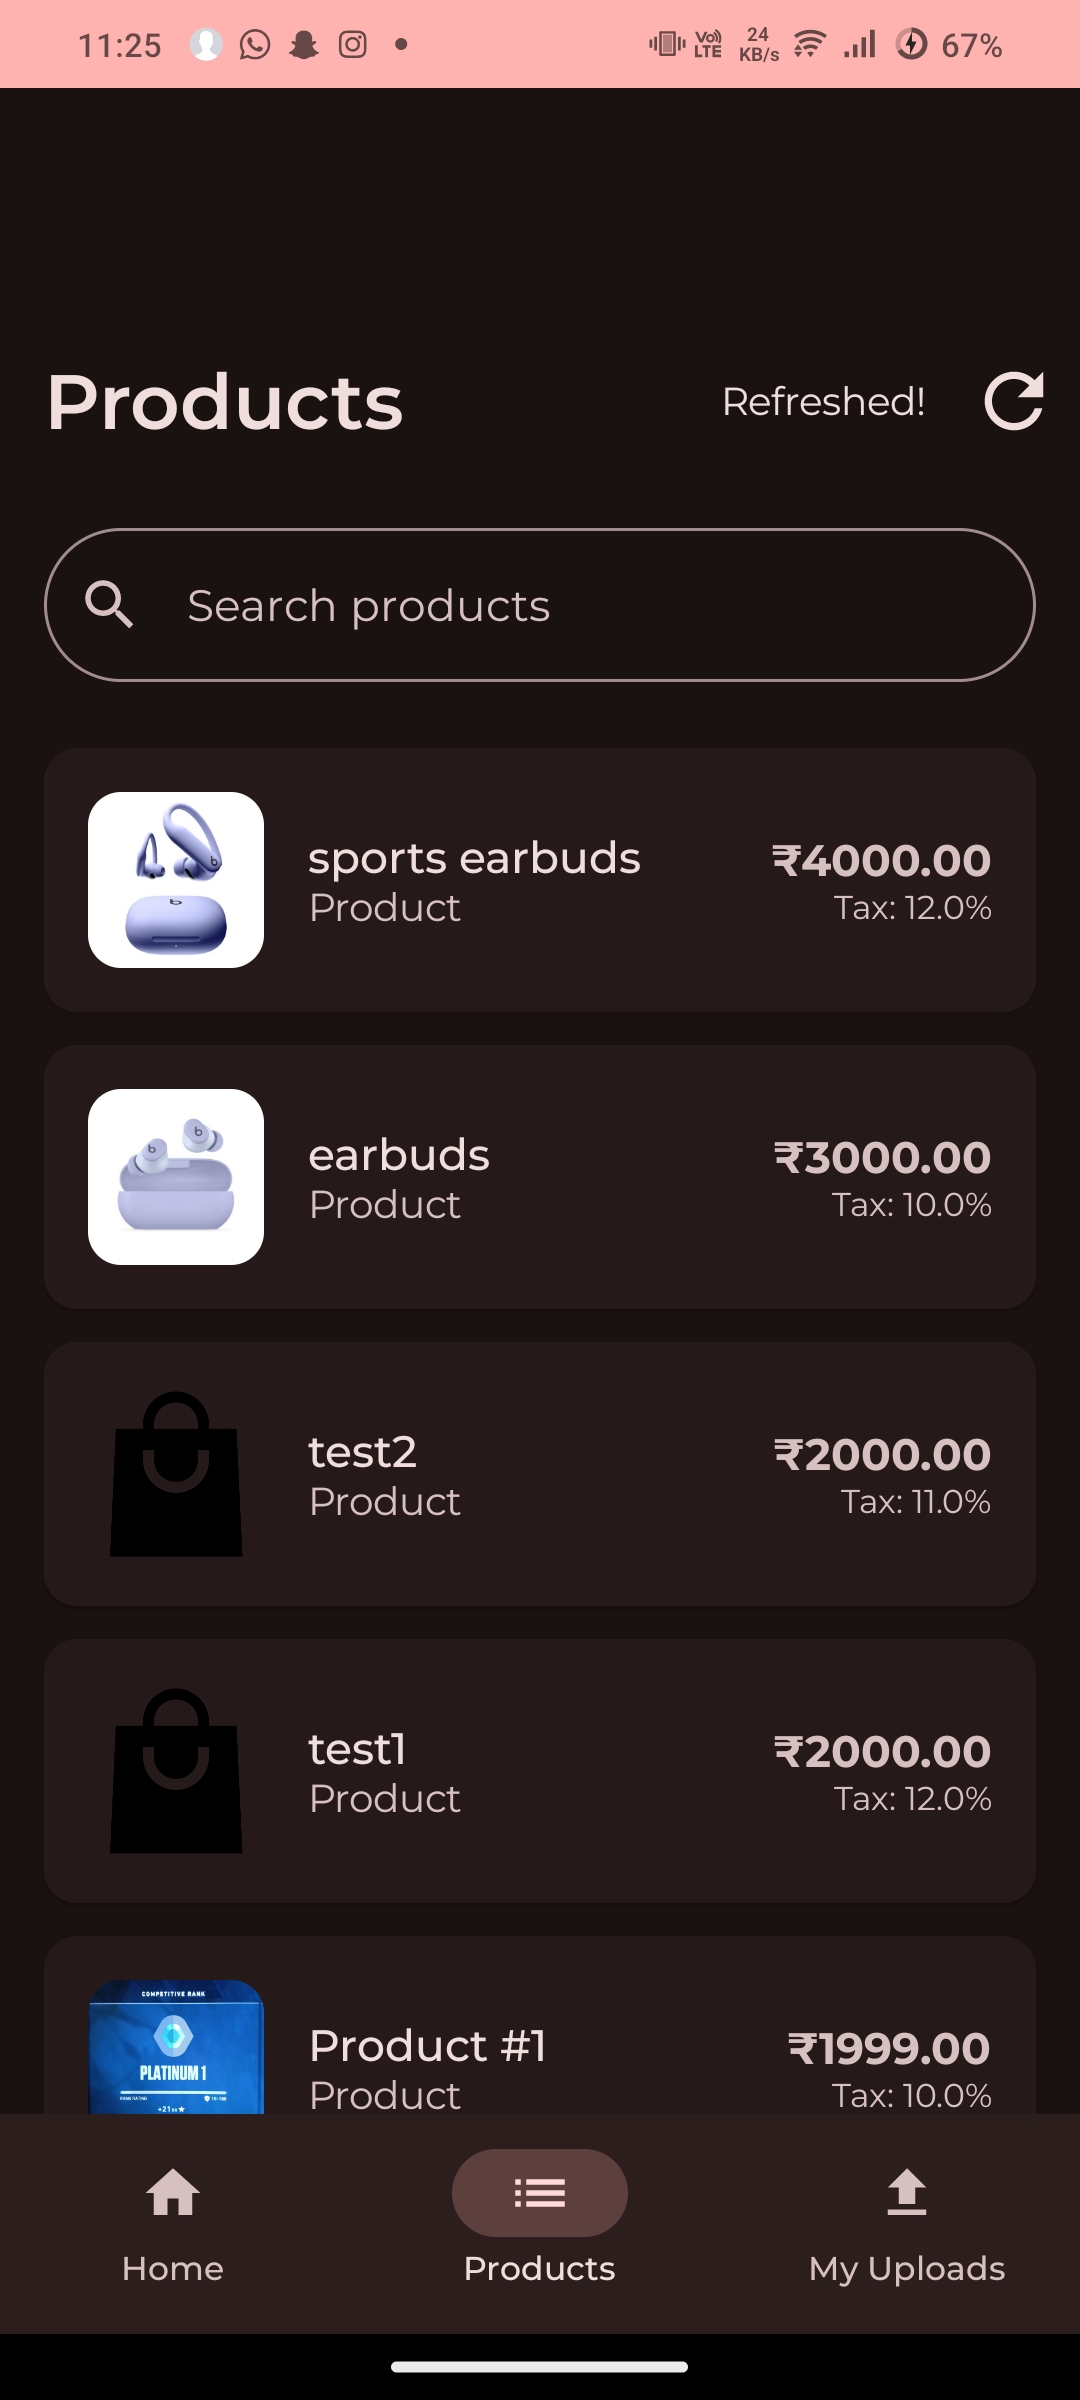 11:25
Vo) LTE
24 KB/s
67%
Products
Refreshed!
Search products
sports earbuds
₹4000.00
Product
Tax: 12.0%
earbuds
₹3000.00
Product
Tax: 10.0%
test2
₹2000.00
Product
Tax: 11.0%
test1
₹2000.00
Product
Tax: 12.0%
COMPETITIVE RANK
PLATINUM 1
RANK RATING
Product #1
₹1999.00
Product
Tax: 10.0%
Home
Products
My Uploads